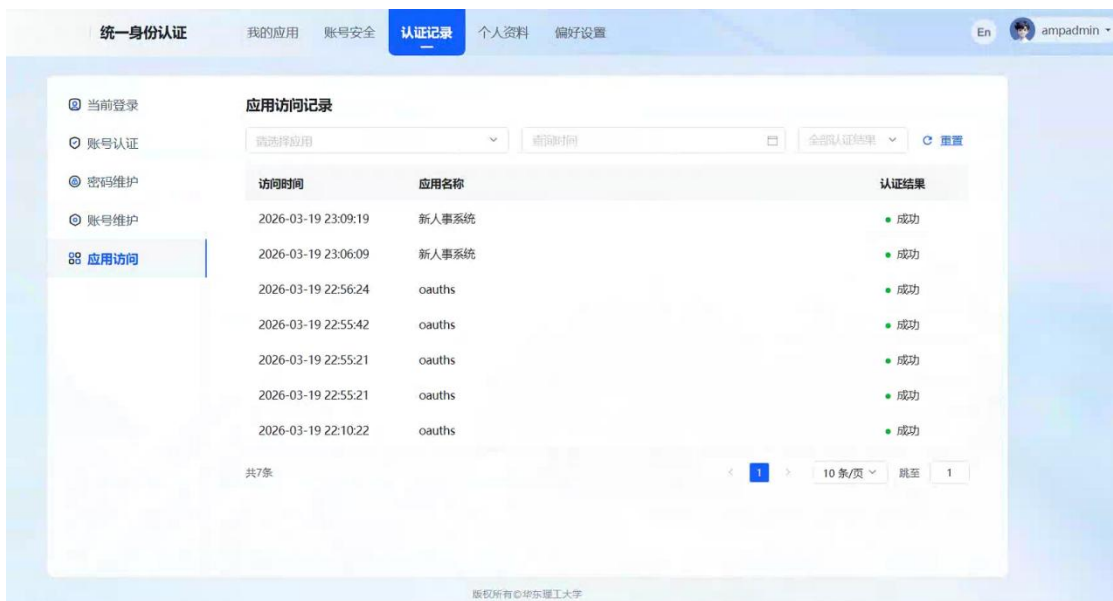 统一身份认证 我的应用 账号安全 认证记录 个人资料 偏好设置 En ampadmin
当前登录
账号认证
密码维护
账号维护
应用访问
应用访问记录
请选择应用 访问时间 全部认证结果 重置
访问时间 应用名称 认证结果
2026-03-19 23:09:19 新人事系统 成功
2026-03-19 23:06:09 新人事系统 成功
2026-03-19 22:56:24 oauths 成功
2026-03-19 22:55:42 oauths 成功
2026-03-19 22:55:21 oauths 成功
2026-03-19 22:55:21 oauths 成功
2026-03-19 22:10:22 oauths 成功
共7条 1 10 条/页 跳至 1
版权所有©华东理工大学